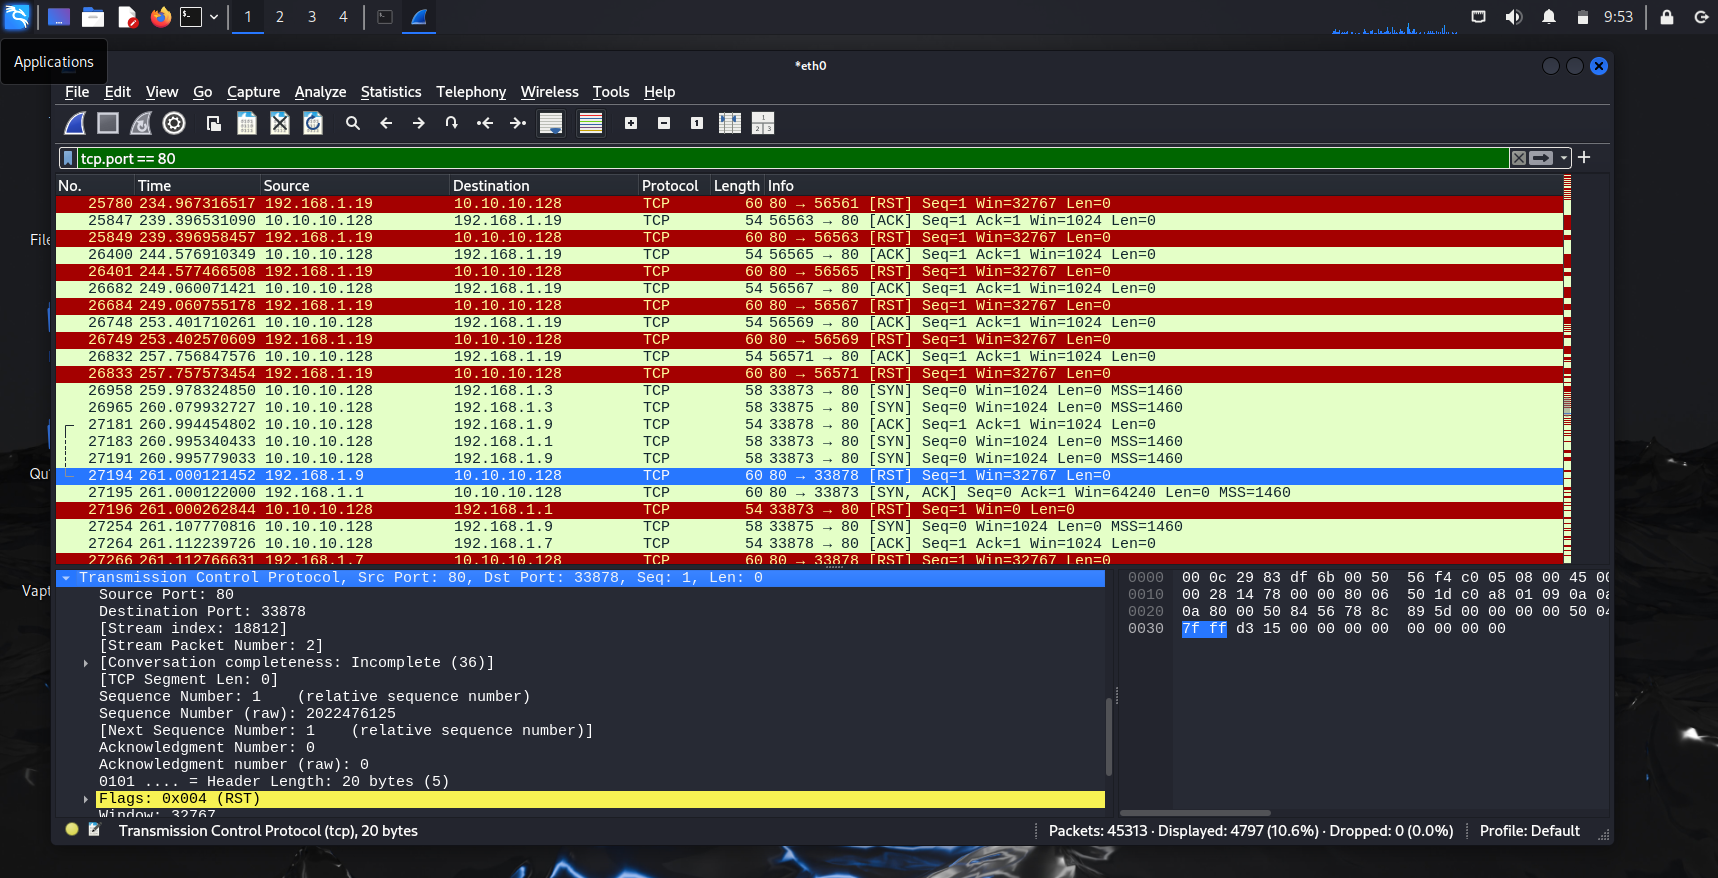 1 2 3 4 9:53
Applications
*eth0
File Edit View Go Capture Analyze Statistics Telephony Wireless Tools Help
tcp.port == 80
No. Time Source Destination Protocol Length Info
25780 234.967316517 192.168.1.19 10.10.10.128 TCP 60 80 → 56561 [RST] Seq=1 Win=32767 Len=0
25847 239.396531090 10.10.10.128 192.168.1.19 TCP 54 56563 → 80 [ACK] Seq=1 Ack=1 Win=1024 Len=0
25849 239.396958457 192.168.1.19 10.10.10.128 TCP 60 80 → 56563 [RST] Seq=1 Win=32767 Len=0
26400 244.576910349 10.10.10.128 192.168.1.19 TCP 54 56565 → 80 [ACK] Seq=1 Ack=1 Win=1024 Len=0
26401 244.577466508 192.168.1.19 10.10.10.128 TCP 60 80 → 56565 [RST] Seq=1 Win=32767 Len=0
26682 249.060071421 10.10.10.128 192.168.1.19 TCP 54 56567 → 80 [ACK] Seq=1 Ack=1 Win=1024 Len=0
26684 249.060755178 192.168.1.19 10.10.10.128 TCP 60 80 → 56567 [RST] Seq=1 Win=32767 Len=0
26748 253.401710261 10.10.10.128 192.168.1.19 TCP 54 56569 → 80 [ACK] Seq=1 Ack=1 Win=1024 Len=0
26749 253.402570609 192.168.1.19 10.10.10.128 TCP 60 80 → 56569 [RST] Seq=1 Win=32767 Len=0
26832 257.756847576 10.10.10.128 192.168.1.19 TCP 54 56571 → 80 [ACK] Seq=1 Ack=1 Win=1024 Len=0
26833 257.757573454 192.168.1.19 10.10.10.128 TCP 60 80 → 56571 [RST] Seq=1 Win=32767 Len=0
26958 259.978324850 10.10.10.128 192.168.1.3 TCP 58 33873 → 80 [SYN] Seq=0 Win=1024 Len=0 MSS=1460
26965 260.079932727 10.10.10.128 192.168.1.3 TCP 58 33875 → 80 [SYN] Seq=0 Win=1024 Len=0 MSS=1460
27181 260.994454802 10.10.10.128 192.168.1.9 TCP 54 33878 → 80 [ACK] Seq=1 Ack=1 Win=1024 Len=0
27183 260.995340433 10.10.10.128 192.168.1.1 TCP 58 33873 → 80 [SYN] Seq=0 Win=1024 Len=0 MSS=1460
27191 260.995779033 10.10.10.128 192.168.1.9 TCP 58 33873 → 80 [SYN] Seq=0 Win=1024 Len=0 MSS=1460
27194 261.000121452 192.168.1.9 10.10.10.128 TCP 60 80 → 33878 [RST] Seq=1 Win=32767 Len=0
27195 261.000122000 192.168.1.1 10.10.10.128 TCP 60 80 → 33873 [SYN, ACK] Seq=0 Ack=1 Win=64240 Len=0 MSS=1460
27196 261.000262844 10.10.10.128 192.168.1.1 TCP 54 33873 → 80 [RST] Seq=1 Win=0 Len=0
27254 261.107770816 10.10.10.128 192.168.1.9 TCP 58 33875 → 80 [SYN] Seq=0 Win=1024 Len=0 MSS=1460
27264 261.112239726 10.10.10.128 192.168.1.7 TCP 54 33878 → 80 [ACK] Seq=1 Ack=1 Win=1024 Len=0
27266 261.112766631 192.168.1.7 10.10.10.128 TCP 60 80 → 33878 [RST] Seq=1 Win=32767 Len=0
File
Qu
Vapt
Transmission Control Protocol, Src Port: 80, Dst Port: 33878, Seq: 1, Len: 0
Source Port: 80
Destination Port: 33878
[Stream index: 18812]
[Stream Packet Number: 2]
[Conversation completeness: Incomplete (36)]
[TCP Segment Len: 0]
Sequence Number: 1 (relative sequence number)
Sequence Number (raw): 2022476125
[Next Sequence Number: 1 (relative sequence number)]
Acknowledgment Number: 0
Acknowledgment number (raw): 0
0101 .... = Header Length: 20 bytes (5)
Flags: 0x004 (RST)
Window: 32767
0000 00 0c 29 83 df 6b 00 50 56 f4 c0 05 08 00 45 00
0010 00 28 14 78 00 00 80 06 50 1d c0 a8 01 09 0a 0a
0020 0a 80 00 50 84 56 78 8c 89 5d 00 00 00 00 50 04
0030 7f ff d3 15 00 00 00 00 00 00 00 00
Transmission Control Protocol (tcp), 20 bytes
Packets: 45313 · Displayed: 4797 (10.6%) · Dropped: 0 (0.0%)
Profile: Default